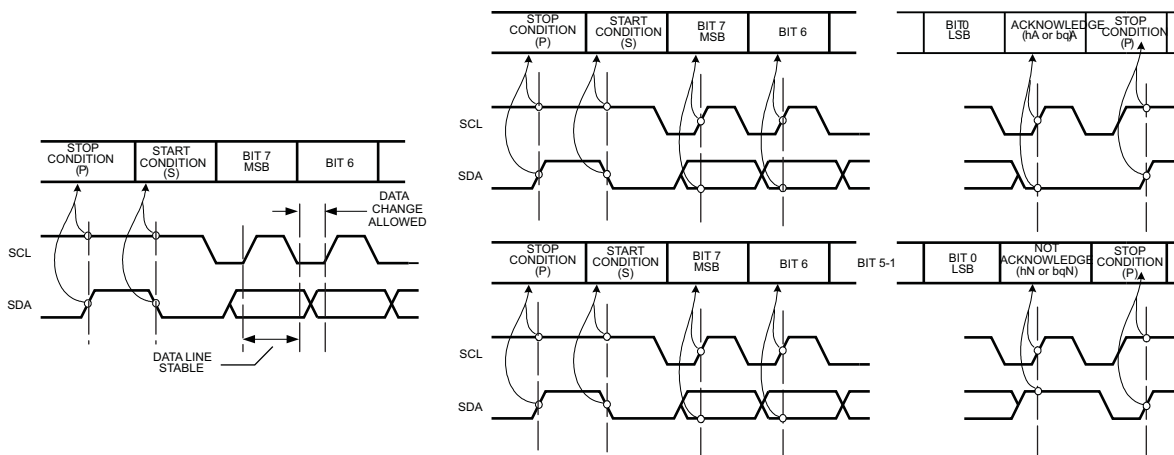 STOP
CONDITION
(P)
START
CONDITION
(S)
BIT 7
MSB
BIT 6
DATA
CHANGE
ALLOWED
SCL
SDA
DATA LINE
STABLE
STOP
CONDITION
(P)
START
CONDITION
(S)
BIT 7
MSB
BIT 6
BIT0
LSB
ACKNOWLEDGE
(hA or bqA)
STOP
CONDITION
(P)
SCL
SDA
STOP
CONDITION
(P)
START
CONDITION
(S)
BIT 7
MSB
BIT 6
BIT 5-1
BIT 0
LSB
NOT
ACKNOWLEDGE
(hN or bqN)
STOP
CONDITION
(P)
SCL
SDA